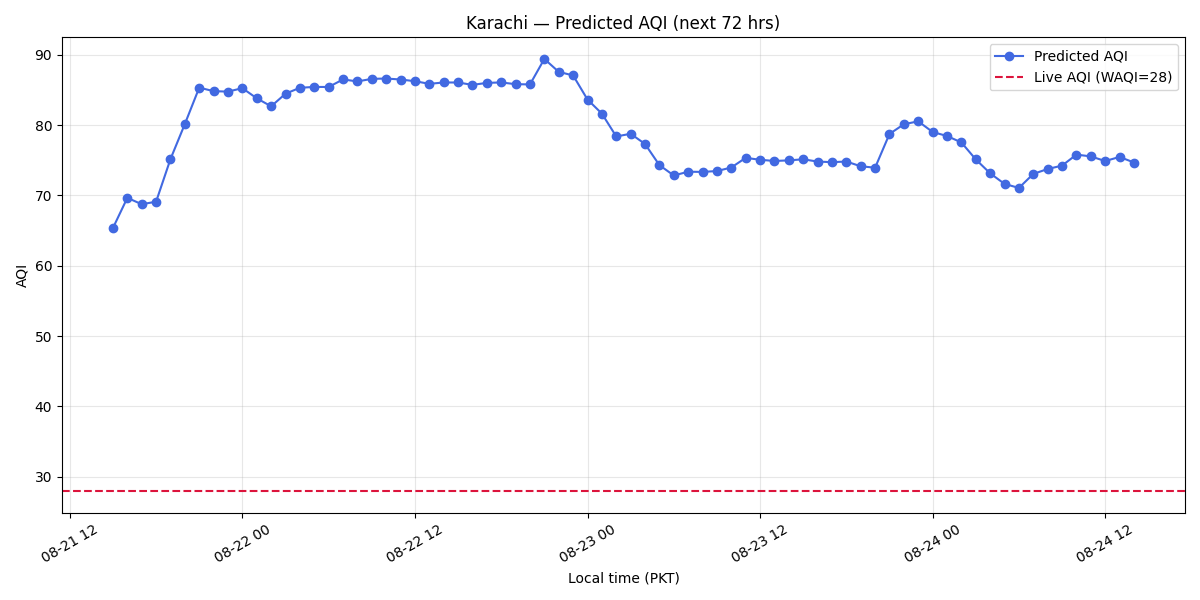 Karachi — Predicted AQI (next 72 hrs)
Predicted AQI
Live AQI (WAQI=28)
AQI
90
80
70
60
50
40
30
08-21 12
08-22 00
08-22 12
08-23 00
08-23 12
08-24 00
08-24 12
Local time (PKT)